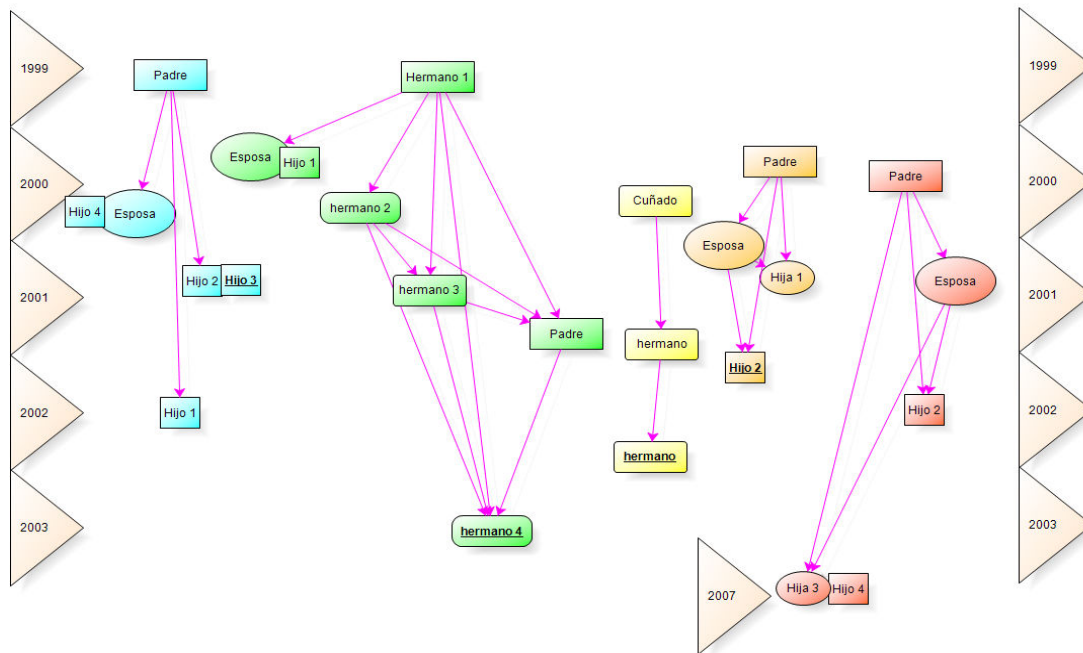 1999
Padre
Hermano 1
1999
Esposa
Hijo 1
Padre
Padre
2000
2000
Hijo 4
Esposa
hermano 2
Cuñado
Esposa
Hija 1
Hijo 2
Hijo 3
hermano 3
Esposa
2001
2001
Padre
hermano
Hijo 2
2002
Hijo 1
Hijo 2
2002
hermano
2003
hermano 4
2003
2007
Hija 3
Hijo 4